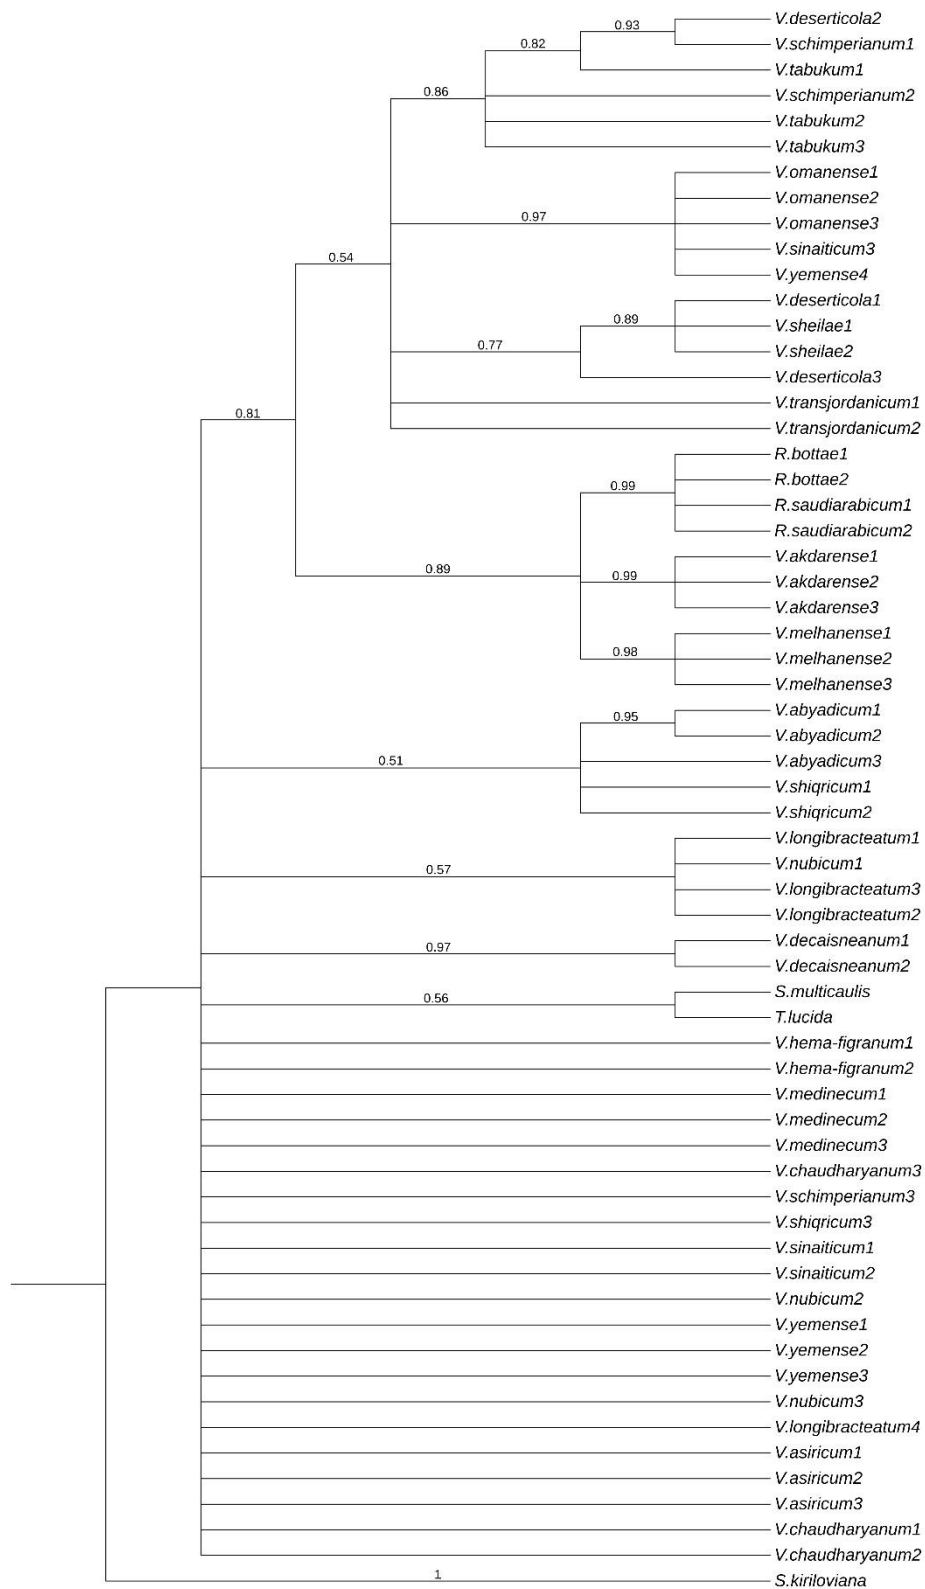 V.deserticola2
0.93
V.schimperianum1
0.82
V.tabukum1
0.86
V.schimperianum2
V.tabukum2
V.tabukum3
V.omanense1
V.omanense2
0.97
V.omanense3
V.sinaiticum3
0.54
V.yemense4
V.deserticola1
0.89
V.sheilae1
0.77
V.sheilae2
V.deserticola3
V.transjordanicum1
0.81
V.transjordanicum2
R.bottae1
R.bottae2
0.99
R.saudiarabicum1
R.saudiarabicum2
V.akdarense1
0.89
0.99
V.akdarense2
V.akdarense3
V.melhanense1
0.98
V.melhanense2
V.melhanense3
V.abyadicum1
0.95
V.abyadicum2
0.51
V.abyadicum3
V.shiqricum1
V.shiqricum2
V.longibracteatum1
0.57
V.nubicum1
V.longibracteatum3
V.longibracteatum2
V.decaisneanum1
0.97
V.decaisneanum2
S.multicaulis
0.56
T.lucida
V.hema-figranum1
V.hema-figranum2
V.medinecum1
V.medinecum2
V.medinecum3
V.chaudharyanum3
V.schimperianum3
V.shiqricum3
V.sinaiticum1
V.sinaiticum2
V.nubicum2
V.yemense1
V.yemense2
V.yemense3
V.nubicum3
V.longibracteatum4
V.asiricum1
V.asiricum2
V.asiricum3
V.chaudharyanum1
V.chaudharyanum2
1
S.kiriloviana